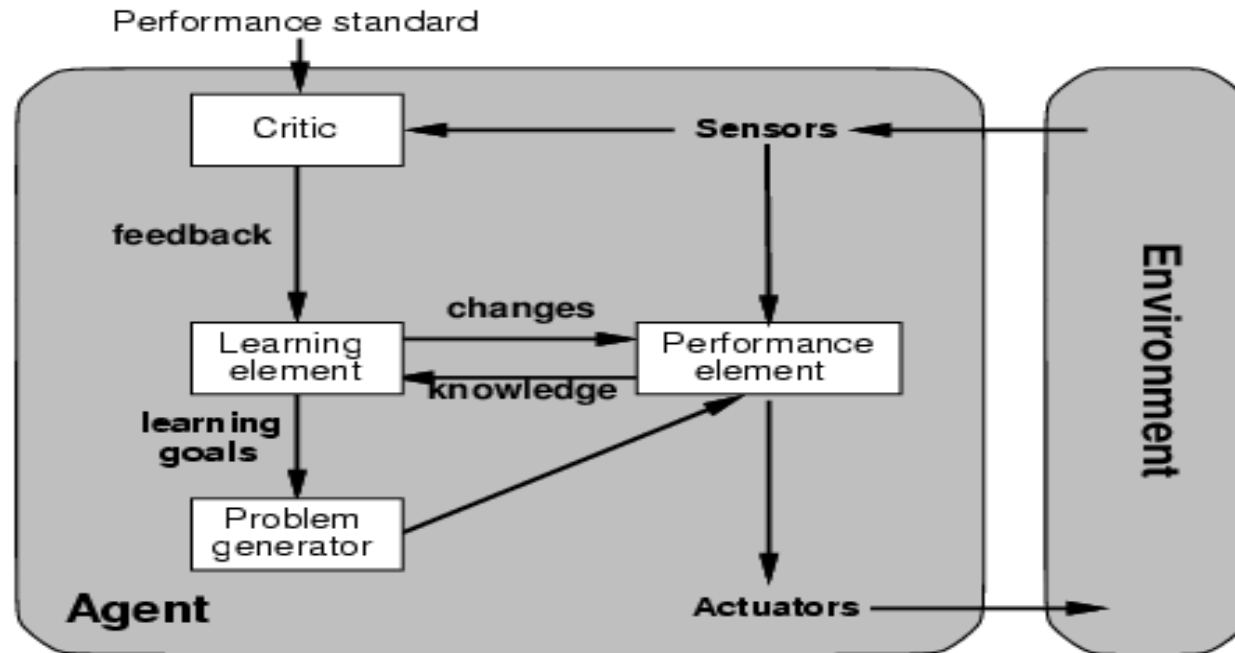 Performance standard
Critic
Sensors
feedback
changes
Learning
element
Performance
element
knowledge
learning
goals
Problem
generator
Agent
Actuators
Environment